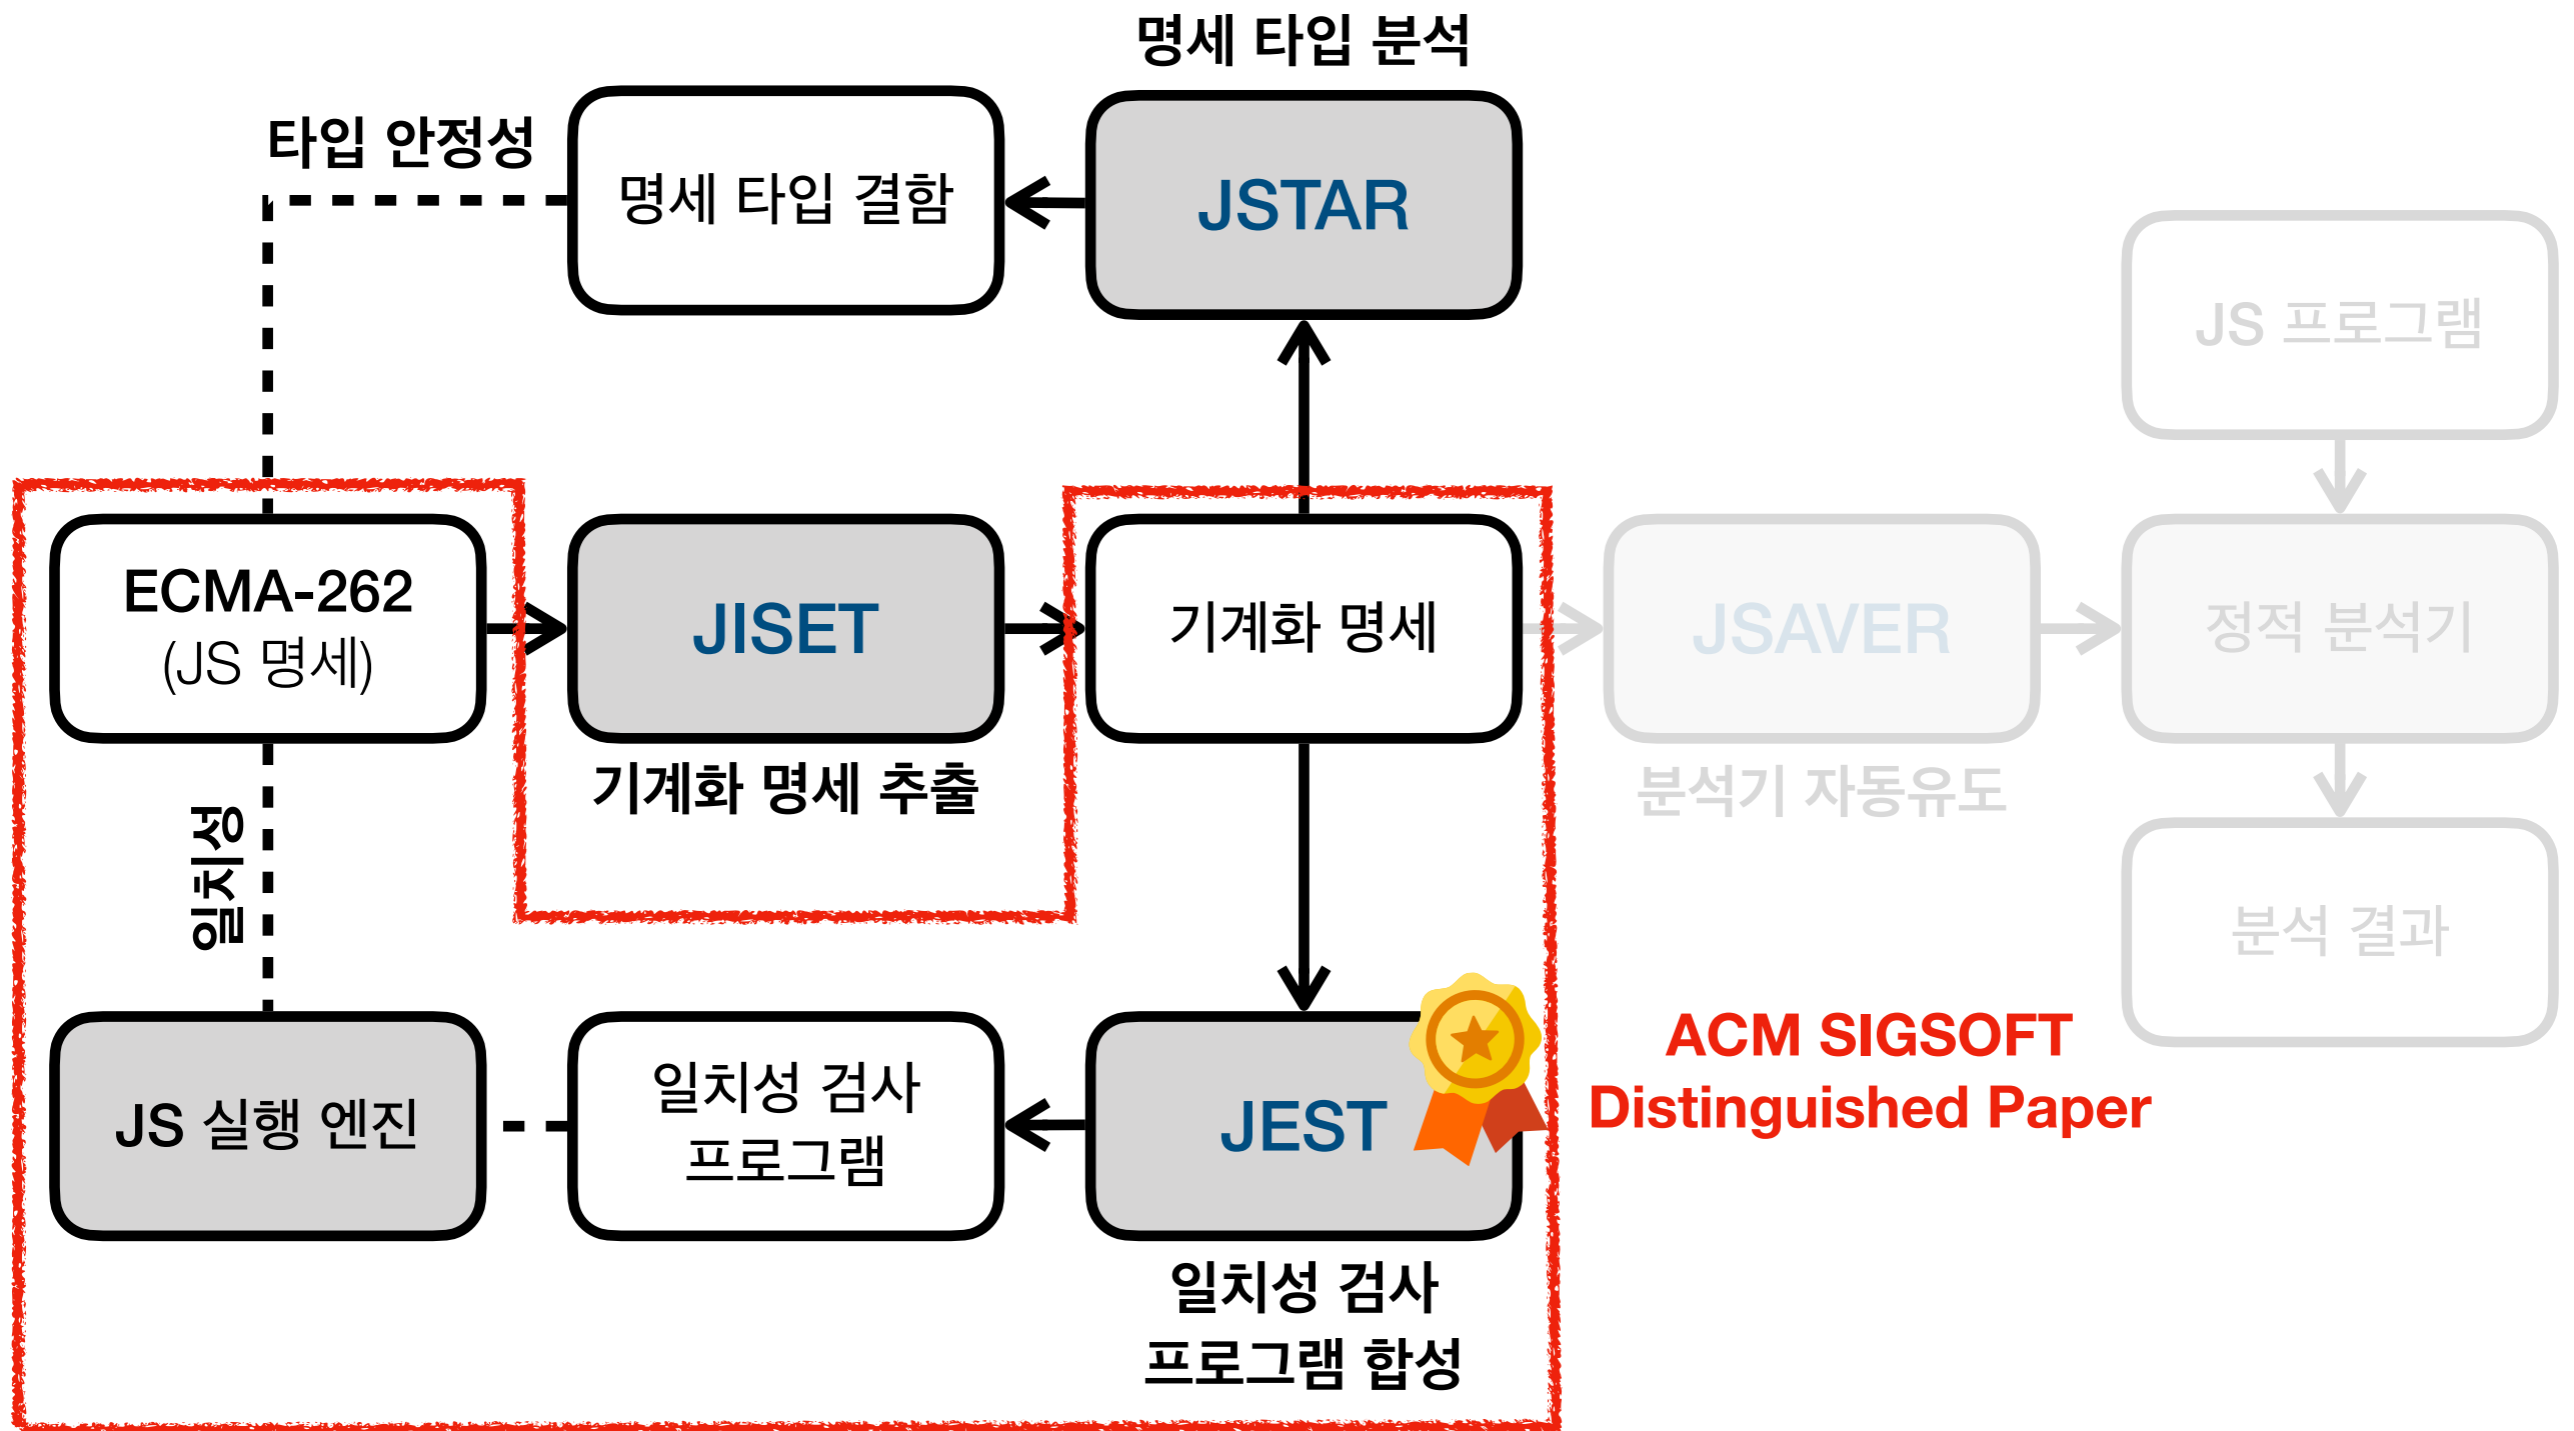 명세 타입 분석
타입 안정성
명세 타입 결함
JSTAR
JS 프로그램
ECMA-262
(JS 명세)
JISET
기계화 명세
JSAVER
정적 분석기
기계화 명세 추출
분석기 자동유도
일치성
분석 결과
JS 실행 엔진
일치성 검사
프로그램
JEST
ACM SIGSOFT
Distinguished Paper
일치성 검사
프로그램 합성